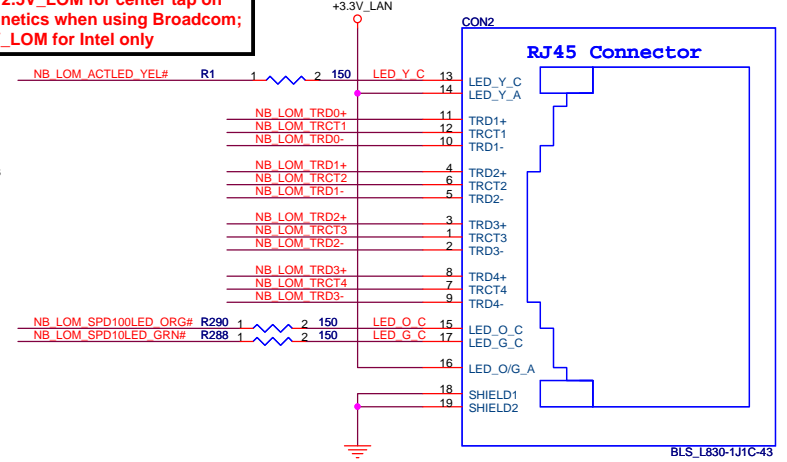 2.5V_LOM for center tap on
netics when using Broadcom;
_LOM for Intel only
+3.3V_LAN
CON2
RJ45 Connector
NB_LOM_ACTLED_YEL# R1 1 2 150 LED_Y_C 13 LED_Y_C
14 LED_Y_A
NB_LOM_TRD0+ 11 TRD1+
NB_LOM_TRCT1 12 TRCT1
NB_LOM_TRD0- 10 TRD1-
NB_LOM_TRD1+ 4 TRD2+
NB_LOM_TRCT2 6 TRCT2
NB_LOM_TRD1- 5 TRD2-
NB_LOM_TRD2+ 3 TRD3+
NB_LOM_TRCT3 1 TRCT3
NB_LOM_TRD2- 2 TRD3-
NB_LOM_TRD3+ 8 TRD4+
NB_LOM_TRCT4 7 TRCT4
NB_LOM_TRD3- 9 TRD4-
NB_LOM_SPD100LED_ORG# R290 1 2 150 LED_O_C 15 LED_O_C
NB_LOM_SPD10LED_GRN# R288 1 2 150 LED_G_C 17 LED_G_C
16 LED_O/G_A
18 SHIELD1
19 SHIELD2
BLS_L830-1J1C-43